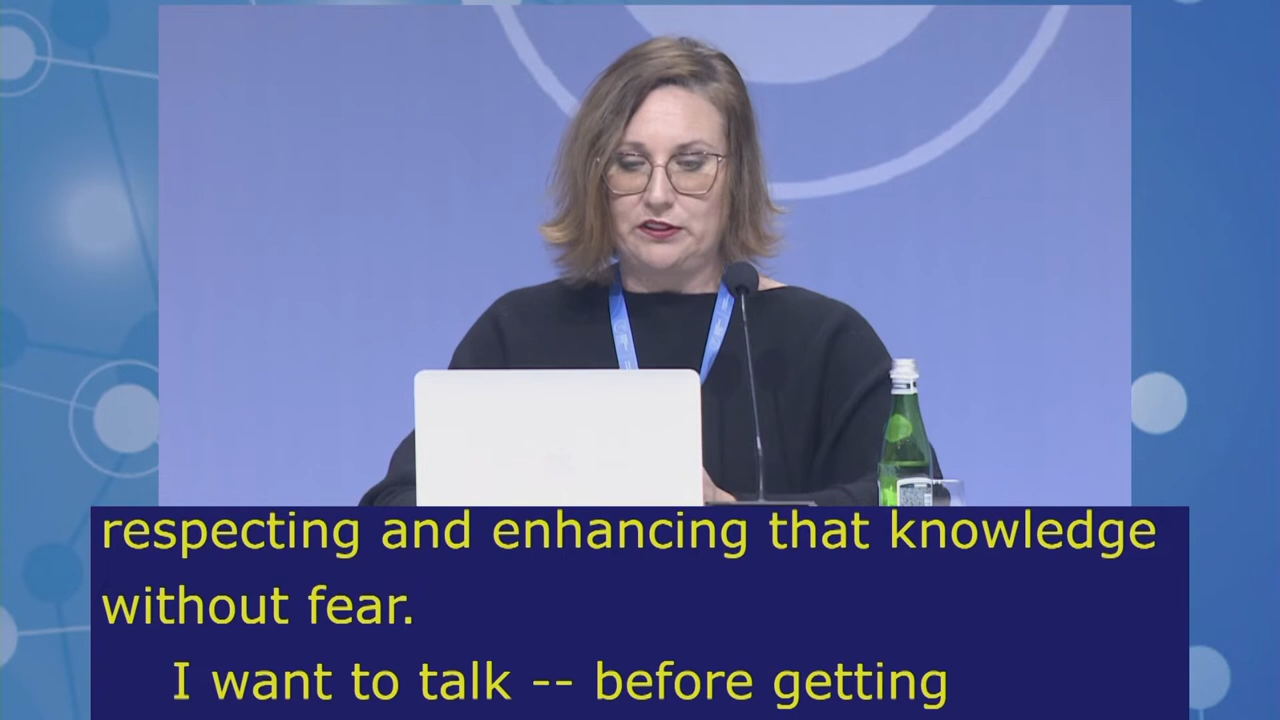 respecting and enhancing that knowledge
without fear.
I want to talk -- before getting